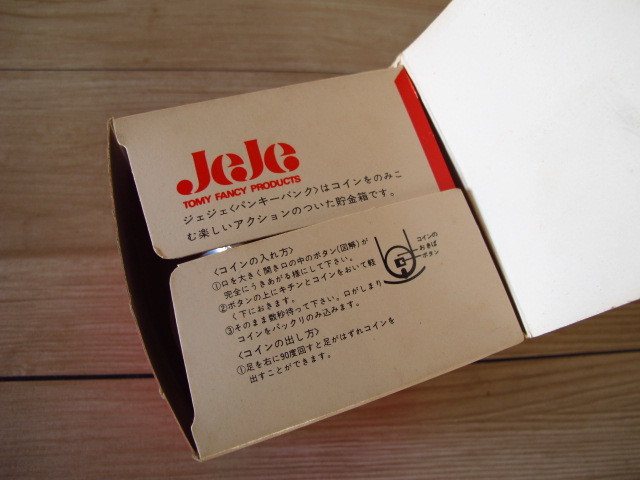 JeJe
TOMY FANCY PRODUCTS
ジェジェ〈バンキーバンク〉はコインをのみこ
む楽しいアクションのついた貯金箱です。
〈コインの入れ方〉
①口を大きく開き口の中のボタン(図解)が
完全にうきあがる様にして下さい。
②ボタンの上にキチンとコインをおいて軽
く下におきます。
③そのまま数秒待って下さい。口がしまり
コインをパックリのみ込みます。
〈コインの出し方〉
①足を右に90度回すと足がはずれコインを
出すことができます。
コインの
おきば
ボタン